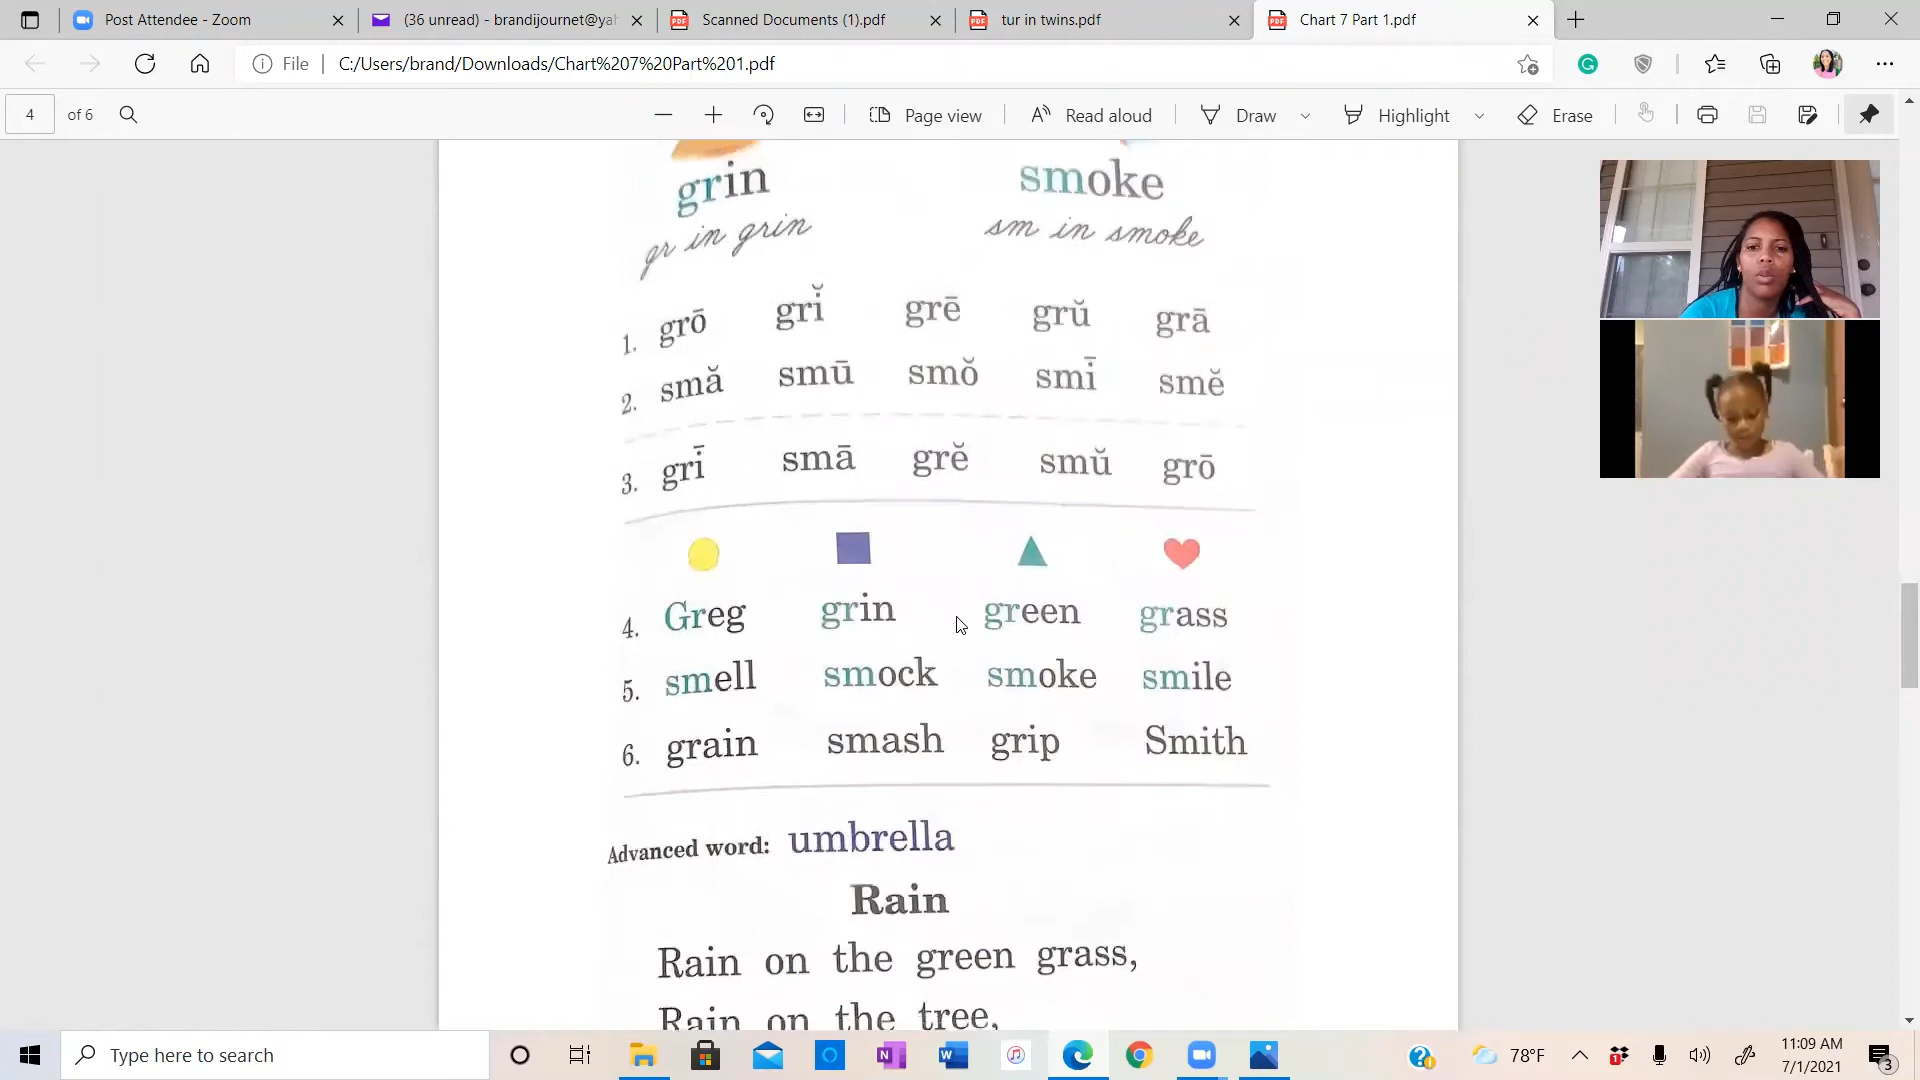 Post Attendee - Zoom
(36 unread) - brandijournet@yah
Scanned Documents (1).pdf
tur in twins.pdf
Chart 7 Part 1.pdf
File
C:/Users/brand/Downloads/Chart%207%20Part%201.pdf
4 of 6
Page view
Read aloud
Draw
Highlight
Erase
grin smoke
gr in grin sm in smoke
1. grō grĭ grē grŭ grā
2. smă smū smŏ smī smĕ
3. grī smā grĕ smŭ grō
4. Greg grin green grass
5. smell smock smoke smile
6. grain smash grip Smith
Advanced word: umbrella
Rain
Rain on the green grass,
Rain on the tree,
Type here to search
78°F
11:09 AM
7/1/2021
3